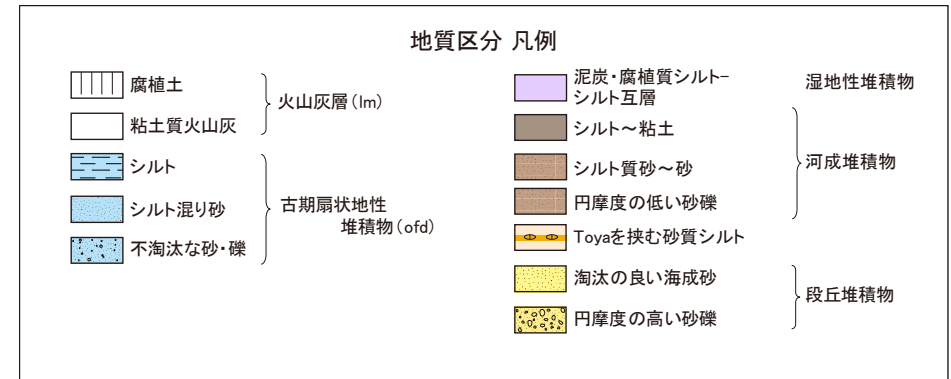 地質区分 凡例
腐植土
粘土質火山灰
火山灰層(lm)
シルト
シルト混り砂
不淘汰な砂・礫
古期扇状地性
堆積物(ofd)
泥炭・腐植質シルト−
シルト互層
湿地性堆積物
シルト～粘土
シルト質砂～砂
円摩度の低い砂礫
河成堆積物
Toyaを挟む砂質シルト
淘汰の良い海成砂
円摩度の高い砂礫
段丘堆積物